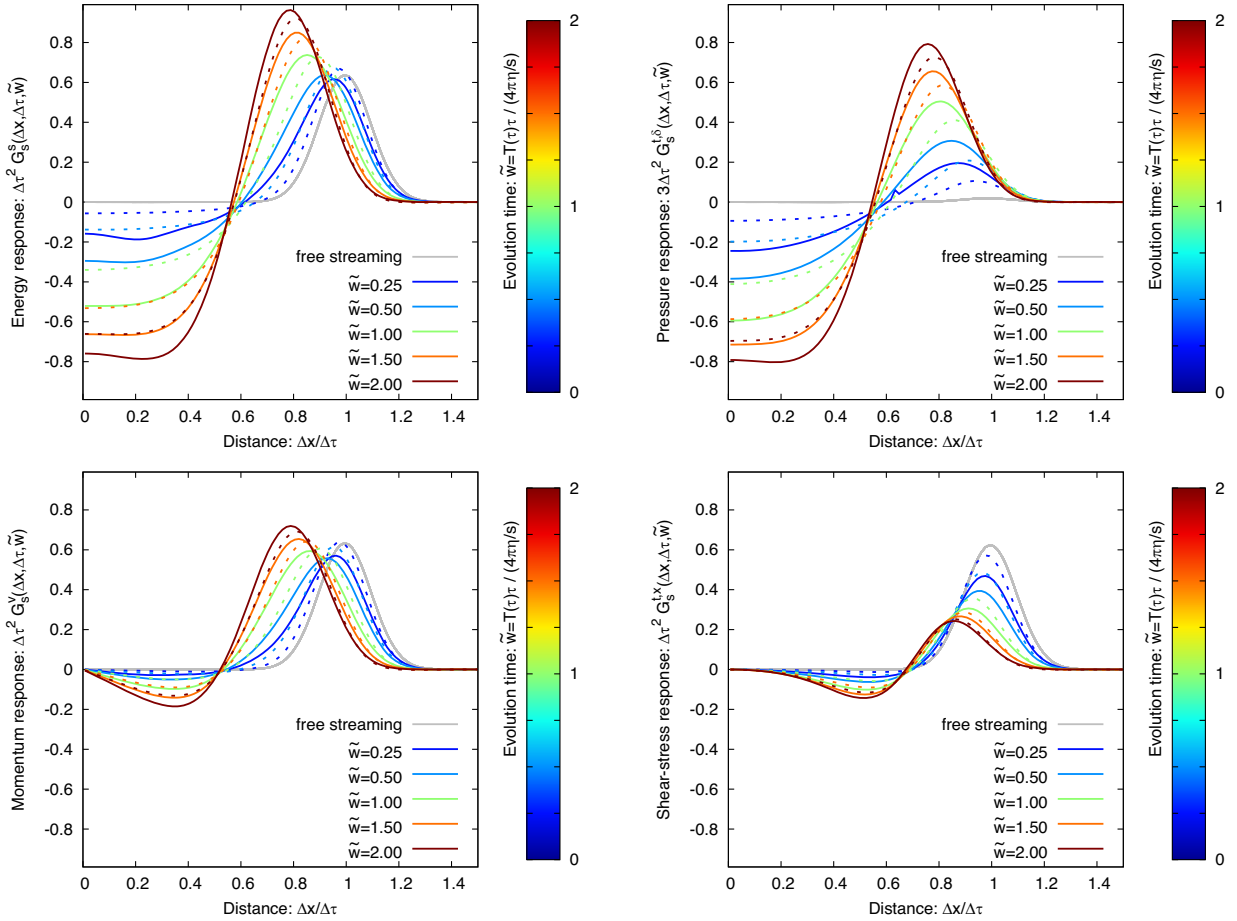 Energy response: Δτ² G_s^s(Δx,Δτ,w̃)
0.8
0.6
0.4
0.2
0
-0.2
-0.4
-0.6
-0.8
0 0.2 0.4 0.6 0.8 1 1.2 1.4
Distance: Δx/Δτ
free streaming
w̃=0.25
w̃=0.50
w̃=1.00
w̃=1.50
w̃=2.00
2
1
0
Evolution time: w̃=T(τ)τ / (4πη/s)
Pressure response: 3Δτ² G_s^{t,δ}(Δx,Δτ,w̃)
0.8
0.6
0.4
0.2
0
-0.2
-0.4
-0.6
-0.8
0 0.2 0.4 0.6 0.8 1 1.2 1.4
Distance: Δx/Δτ
free streaming
w̃=0.25
w̃=0.50
w̃=1.00
w̃=1.50
w̃=2.00
2
1
0
Evolution time: w̃=T(τ)τ / (4πη/s)
Momentum response: Δτ² G_s^v(Δx,Δτ,w̃)
0.8
0.6
0.4
0.2
0
-0.2
-0.4
-0.6
-0.8
0 0.2 0.4 0.6 0.8 1 1.2 1.4
Distance: Δx/Δτ
free streaming
w̃=0.25
w̃=0.50
w̃=1.00
w̃=1.50
w̃=2.00
2
1
0
Evolution time: w̃=T(τ)τ / (4πη/s)
Shear-stress response: Δτ² G_s^{t,x}(Δx,Δτ,w̃)
0.8
0.6
0.4
0.2
0
-0.2
-0.4
-0.6
-0.8
0 0.2 0.4 0.6 0.8 1 1.2 1.4
Distance: Δx/Δτ
free streaming
w̃=0.25
w̃=0.50
w̃=1.00
w̃=1.50
w̃=2.00
2
1
0
Evolution time: w̃=T(τ)τ / (4πη/s)